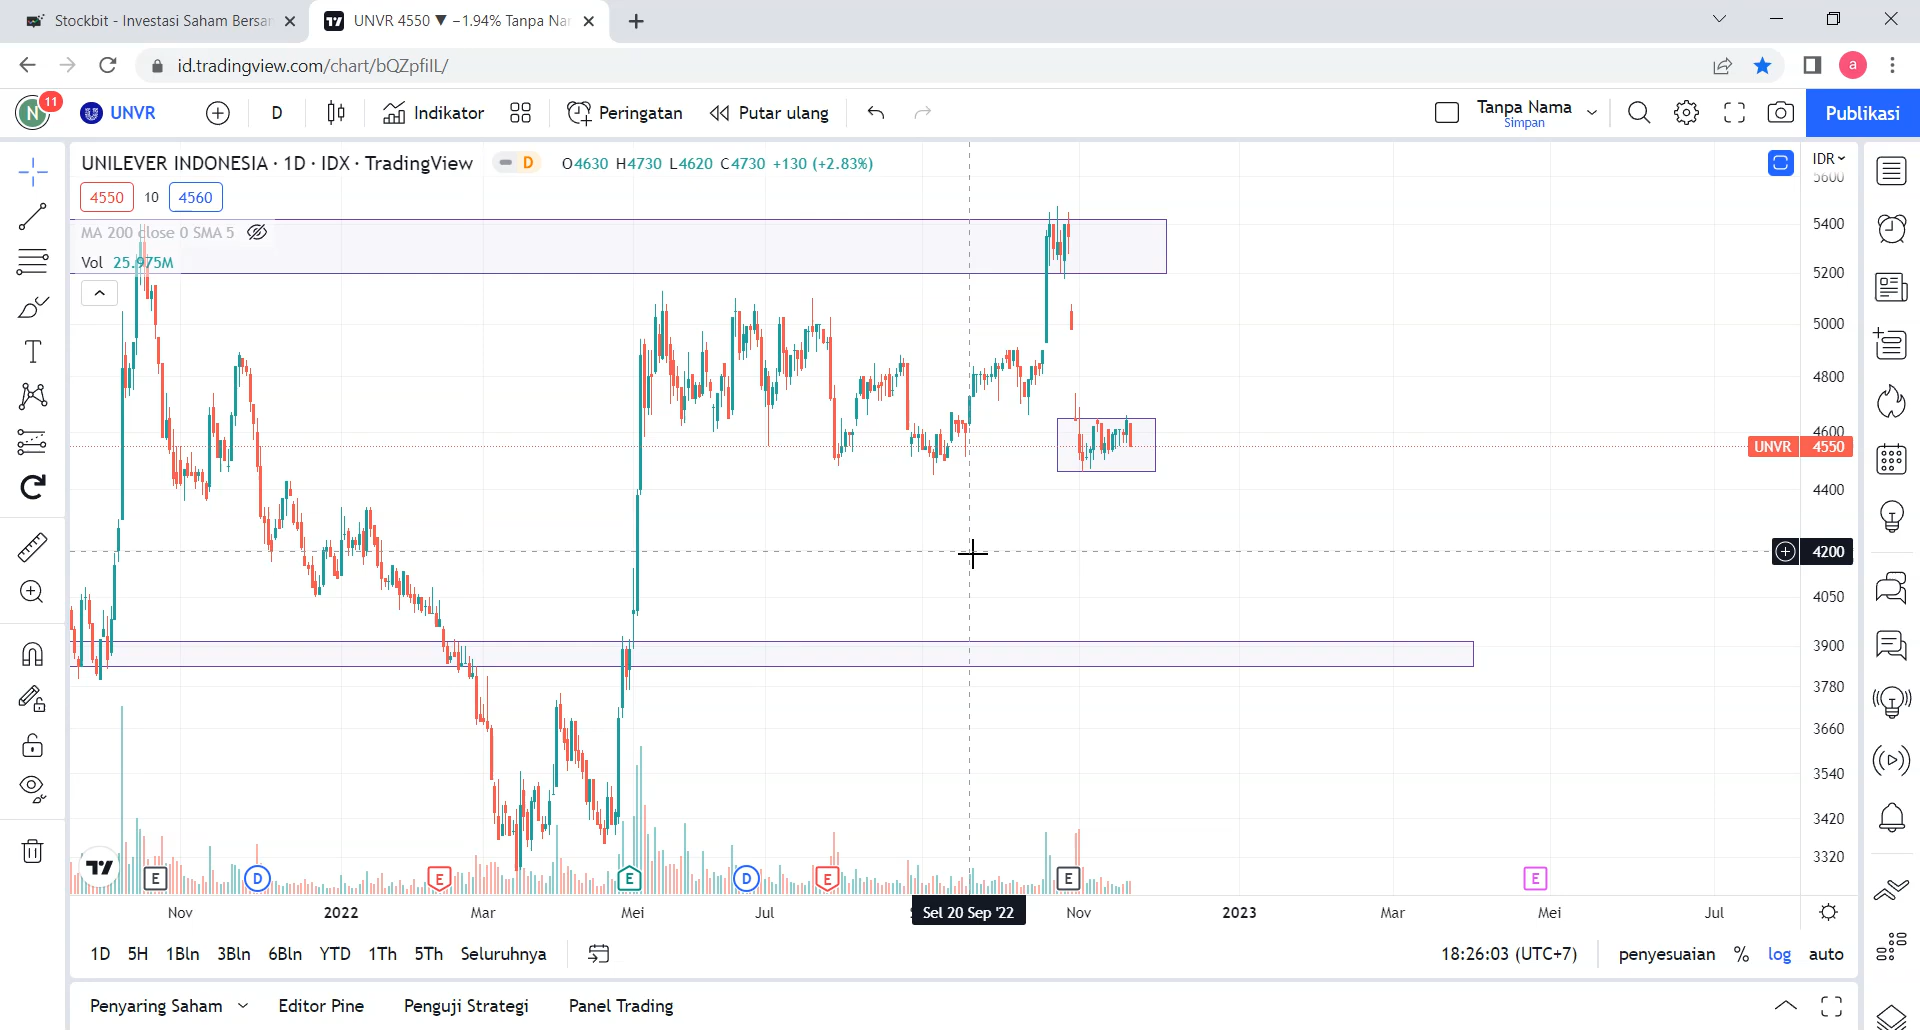 Stockbit - Investasi Saham Bersar
UNVR 4550 ▼ −1.94% Tanpa Na
id.tradingview.com/chart/bQZpfiIL/
a
N
11
UNVR
D
Indikator
Peringatan
Putar ulang
Tanpa Nama
Simpan
Publikasi
UNILEVER INDONESIA · 1D · IDX · TradingView
D
O4630 H4730 L4620 C4730 +130 (+2.83%)
IDR
4550
10
4560
MA 200 close 0 SMA 5
Vol 25.975M
5600
5400
5200
5000
4800
4600
UNVR 4550
4400
4200
4050
3900
3780
3660
3540
3420
3320
E
D
E
E
D
E
E
E
Nov
2022
Mar
Mei
Jul
Sel 20 Sep '22
Nov
2023
Mar
Mei
Jul
1D 5H 1Bln 3Bln 6Bln YTD 1Th 5Th Seluruhnya
18:26:03 (UTC+7)
penyesuaian % log auto
Penyaring Saham
Editor Pine
Penguji Strategi
Panel Trading